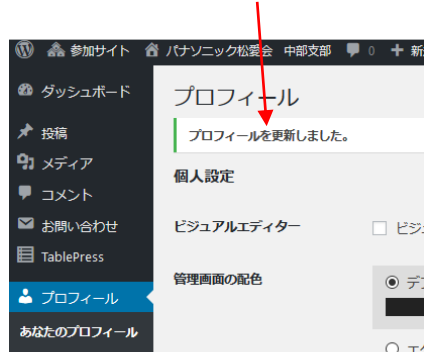 参加サイト パナソニック松愛会 中部支部 0 新
ダッシュボード
投稿
メディア
コメント
お問い合わせ
TablePress
プロフィール
あなたのプロフィール
プロフィール
プロフィールを更新しました。
個人設定
ビジュアルエディター ビジ
管理画面の配色 デフ
エ